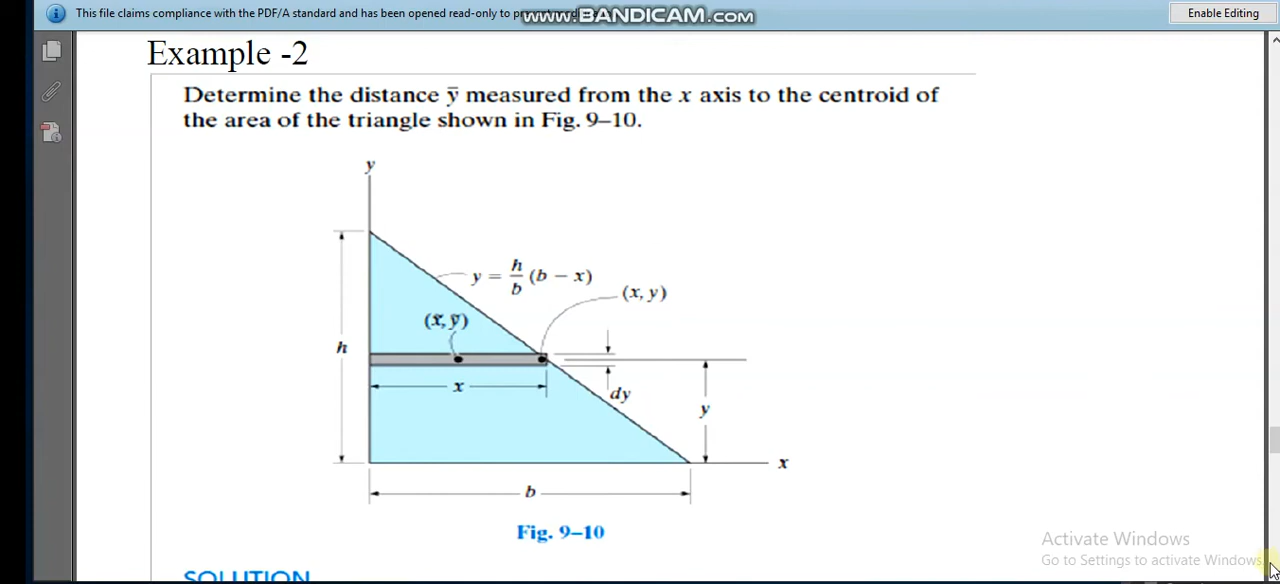 This file claims compliance with the PDF/A standard and has been opened read-only to
www.BANDICAM.com
Enable Editing
Example -2
Determine the distance ȳ measured from the x axis to the centroid of
the area of the triangle shown in Fig. 9–10.
y
y = h/b (b – x)
(x, y)
(x̃, ỹ)
h
x
dy
y
x
b
Fig. 9–10
Activate Windows
Go to Settings to activate Windows.
SOLUTION